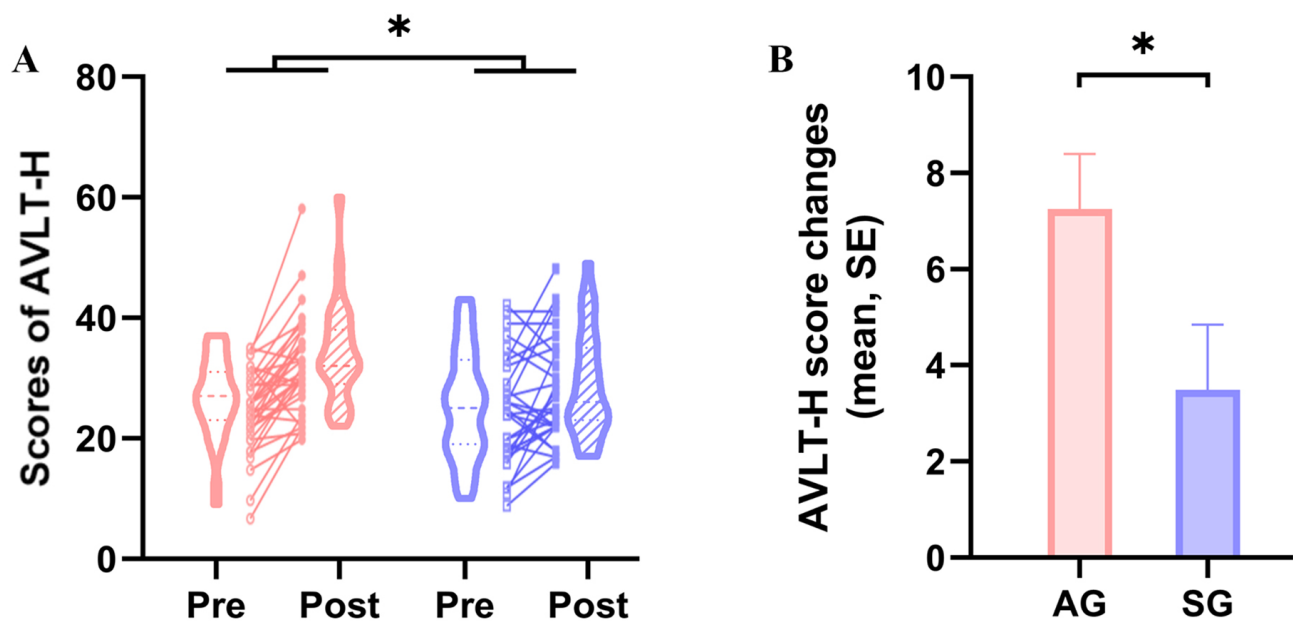 A
*
Scores of AVLT-H
80
60
40
20
0
Pre Post Pre Post
B
*
AVLT-H score changes
(mean, SE)
10
8
6
4
2
0
AG SG